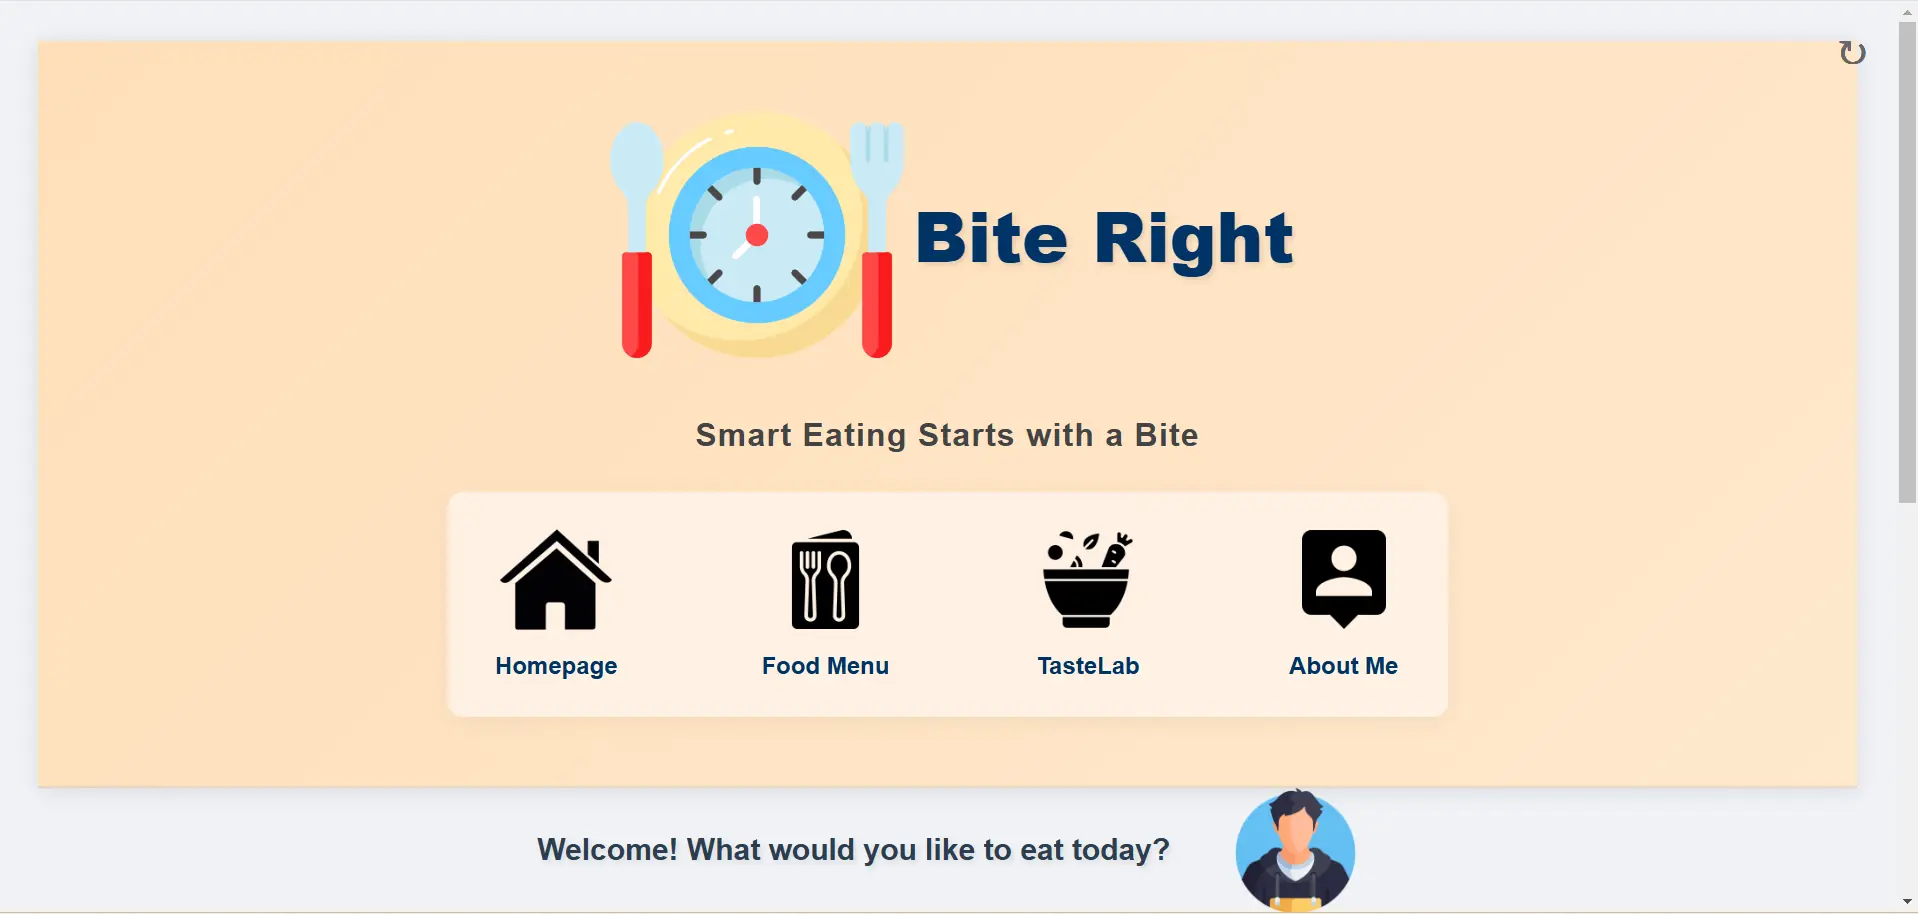 Bite Right
Smart Eating Starts with a Bite
Homepage
Food Menu
TasteLab
About Me
Welcome! What would you like to eat today?